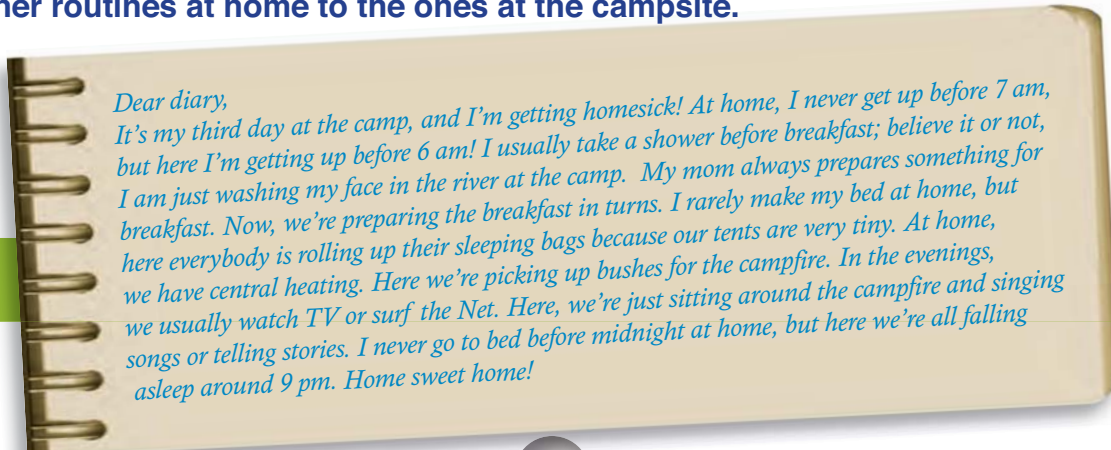 her routines at home to the ones at the campsite.
Dear diary,
It's my third day at the camp, and I'm getting homesick! At home, I never get up before 7 am,
but here I'm getting up before 6 am! I usually take a shower before breakfast; believe it or not,
I am just washing my face in the river at the camp. My mom always prepares something for
breakfast. Now, we're preparing the breakfast in turns. I rarely make my bed at home, but
here everybody is rolling up their sleeping bags because our tents are very tiny. At home,
we have central heating. Here we're picking up bushes for the campfire. In the evenings,
we usually watch TV or surf the Net. Here, we're just sitting around the campfire and singing
songs or telling stories. I never go to bed before midnight at home, but here we're all falling
asleep around 9 pm. Home sweet home!